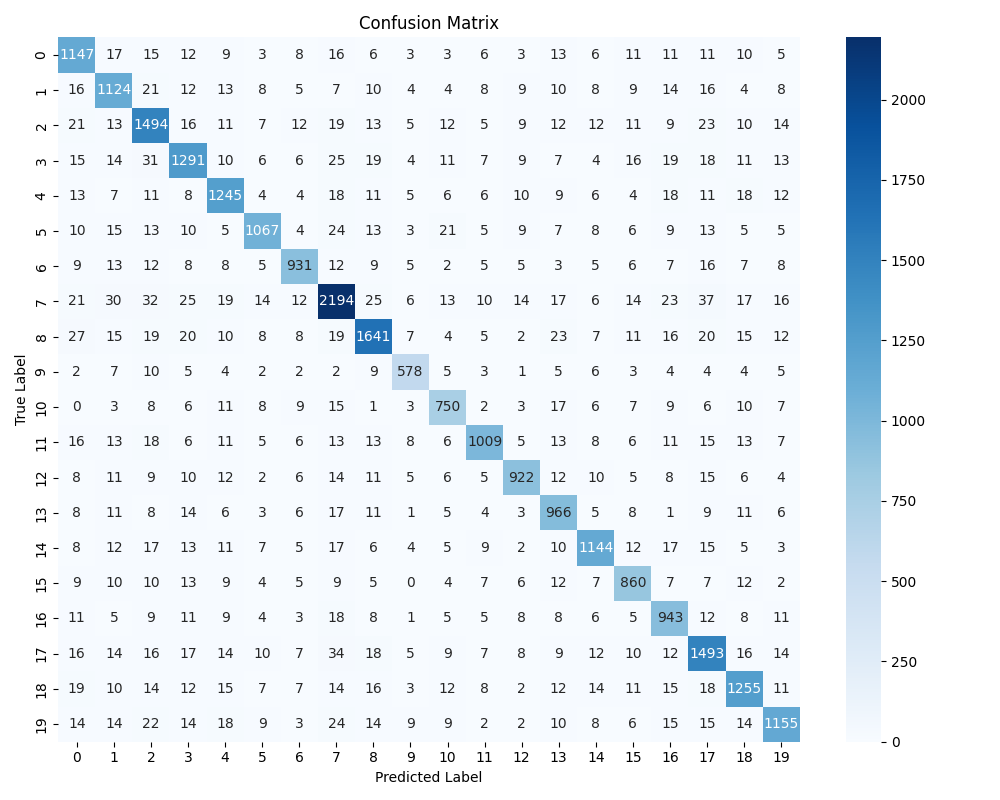 Confusion Matrix
0 1147 17 15 12 9 3 8 16 6 3 3 6 3 13 6 11 11 11 10 5
1 16 1124 21 12 13 8 5 7 10 4 4 8 9 10 8 9 14 16 4 8
2 21 13 1494 16 11 7 12 19 13 5 12 5 9 12 12 11 9 23 10 14
3 15 14 31 1291 10 6 6 25 19 4 11 7 9 7 4 16 19 18 11 13
4 13 7 11 8 1245 4 4 18 11 5 6 6 10 9 6 4 18 11 18 12
5 10 15 13 10 5 1067 4 24 13 3 21 5 9 7 8 6 9 13 5 5
6 9 13 12 8 8 5 931 12 9 5 2 5 5 3 5 6 7 16 7 8
7 21 30 32 25 19 14 12 2194 25 6 13 10 14 17 6 14 23 37 17 16
8 27 15 19 20 10 8 8 19 1641 7 4 5 2 23 7 11 16 20 15 12
9 2 7 10 5 4 2 2 2 9 578 5 3 1 5 6 3 4 4 4 5
10 0 3 8 6 11 8 9 15 1 3 750 2 3 17 6 7 9 6 10 7
11 16 13 18 6 11 5 6 13 13 8 6 1009 5 13 8 6 11 15 13 7
12 8 11 9 10 12 2 6 14 11 5 6 5 922 12 10 5 8 15 6 4
13 8 11 8 14 6 3 6 17 11 1 5 4 3 966 5 8 1 9 11 6
14 8 12 17 13 11 7 5 17 6 4 5 9 2 10 1144 12 17 15 5 3
15 9 10 10 13 9 4 5 9 5 0 4 7 6 12 7 860 7 7 12 2
16 11 5 9 11 9 4 3 18 8 1 5 5 8 8 6 5 943 12 8 11
17 16 14 16 17 14 10 7 34 18 5 9 7 8 9 12 10 12 1493 16 14
18 19 10 14 12 15 7 7 14 16 3 12 8 2 12 14 11 15 18 1255 11
19 14 14 22 14 18 9 3 24 14 9 9 2 2 10 8 6 15 15 14 1155
0 1 2 3 4 5 6 7 8 9 10 11 12 13 14 15 16 17 18 19
Predicted Label
True Label
2000
1750
1500
1250
1000
750
500
250
0